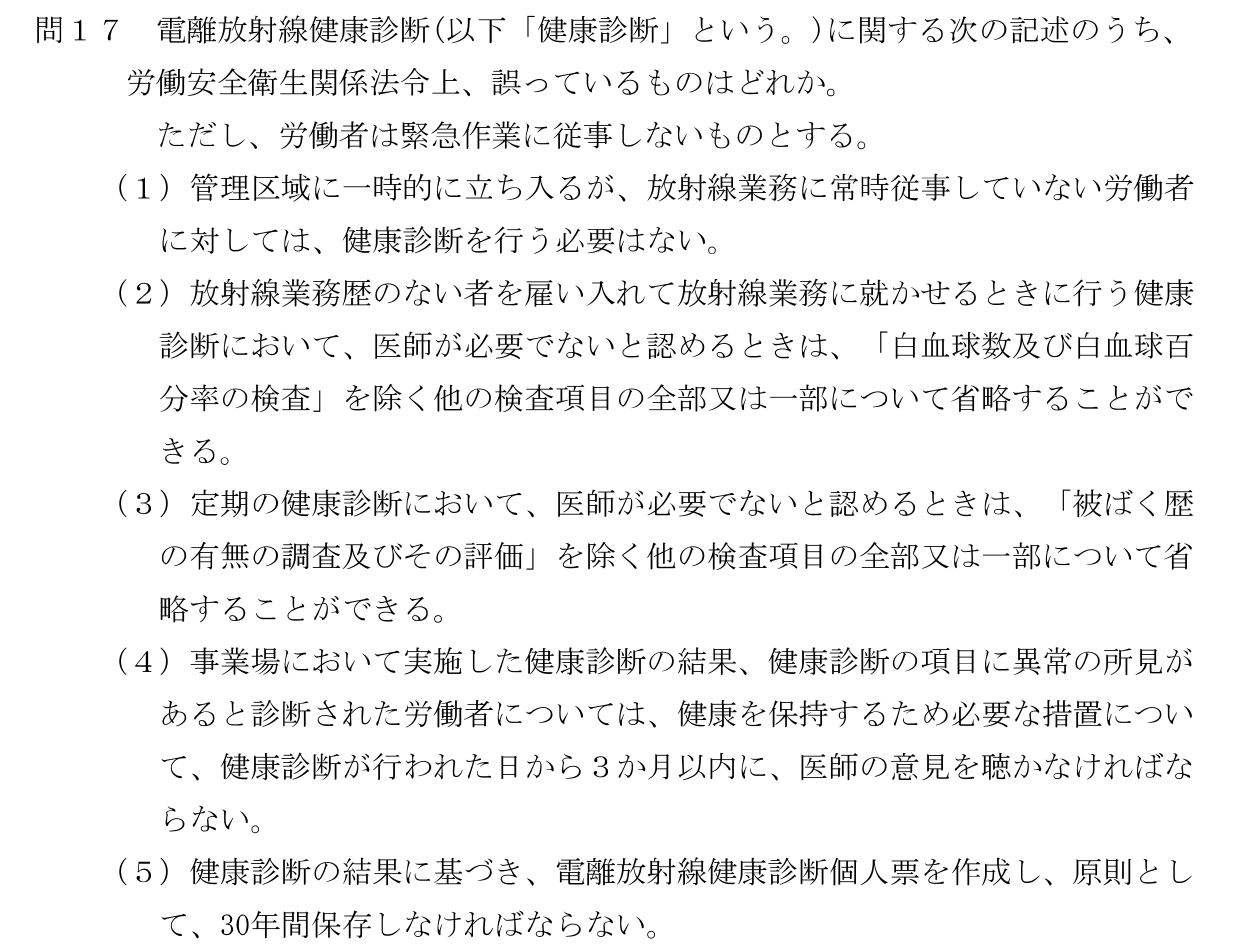 問１７　電離放射線健康診断(以下「健康診断」という。)に関する次の記述のうち、
労働安全衛生関係法令上、誤っているものはどれか。
ただし、労働者は緊急作業に従事しないものとする。
（１）管理区域に一時的に立ち入るが、放射線業務に常時従事していない労働者
に対しては、健康診断を行う必要はない。
（２）放射線業務歴のない者を雇い入れて放射線業務に就かせるときに行う健康
診断において、医師が必要でないと認めるときは、「白血球数及び白血球百
分率の検査」を除く他の検査項目の全部又は一部について省略することがで
きる。
（３）定期の健康診断において、医師が必要でないと認めるときは、「被ばく歴
の有無の調査及びその評価」を除く他の検査項目の全部又は一部について省
略することができる。
（４）事業場において実施した健康診断の結果、健康診断の項目に異常の所見が
あると診断された労働者については、健康を保持するため必要な措置につい
て、健康診断が行われた日から３か月以内に、医師の意見を聴かなければな
らない。
（５）健康診断の結果に基づき、電離放射線健康診断個人票を作成し、原則とし
て、30年間保存しなければならない。